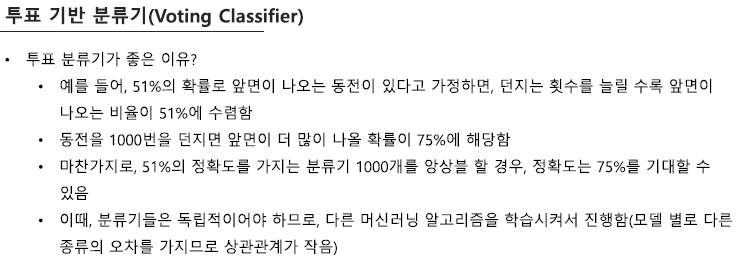 투표 기반 분류기(Voting Classifier)
• 투표 분류기가 좋은 이유?
• 예를 들어, 51%의 확률로 앞면이 나오는 동전이 있다고 가정하면, 던지는 횟수를 늘릴 수록 앞면이
나오는 비율이 51%에 수렴함
• 동전을 1000번을 던지면 앞면이 더 많이 나올 확률이 75%에 해당함
• 마찬가지로, 51%의 정확도를 가지는 분류기 1000개를 앙상블 할 경우, 정확도는 75%를 기대할 수
있음
• 이때, 분류기들은 독립적이어야 하므로, 다른 머신러닝 알고리즘을 학습시켜서 진행함(모델 별로 다른
종류의 오차를 가지므로 상관관계가 작음)